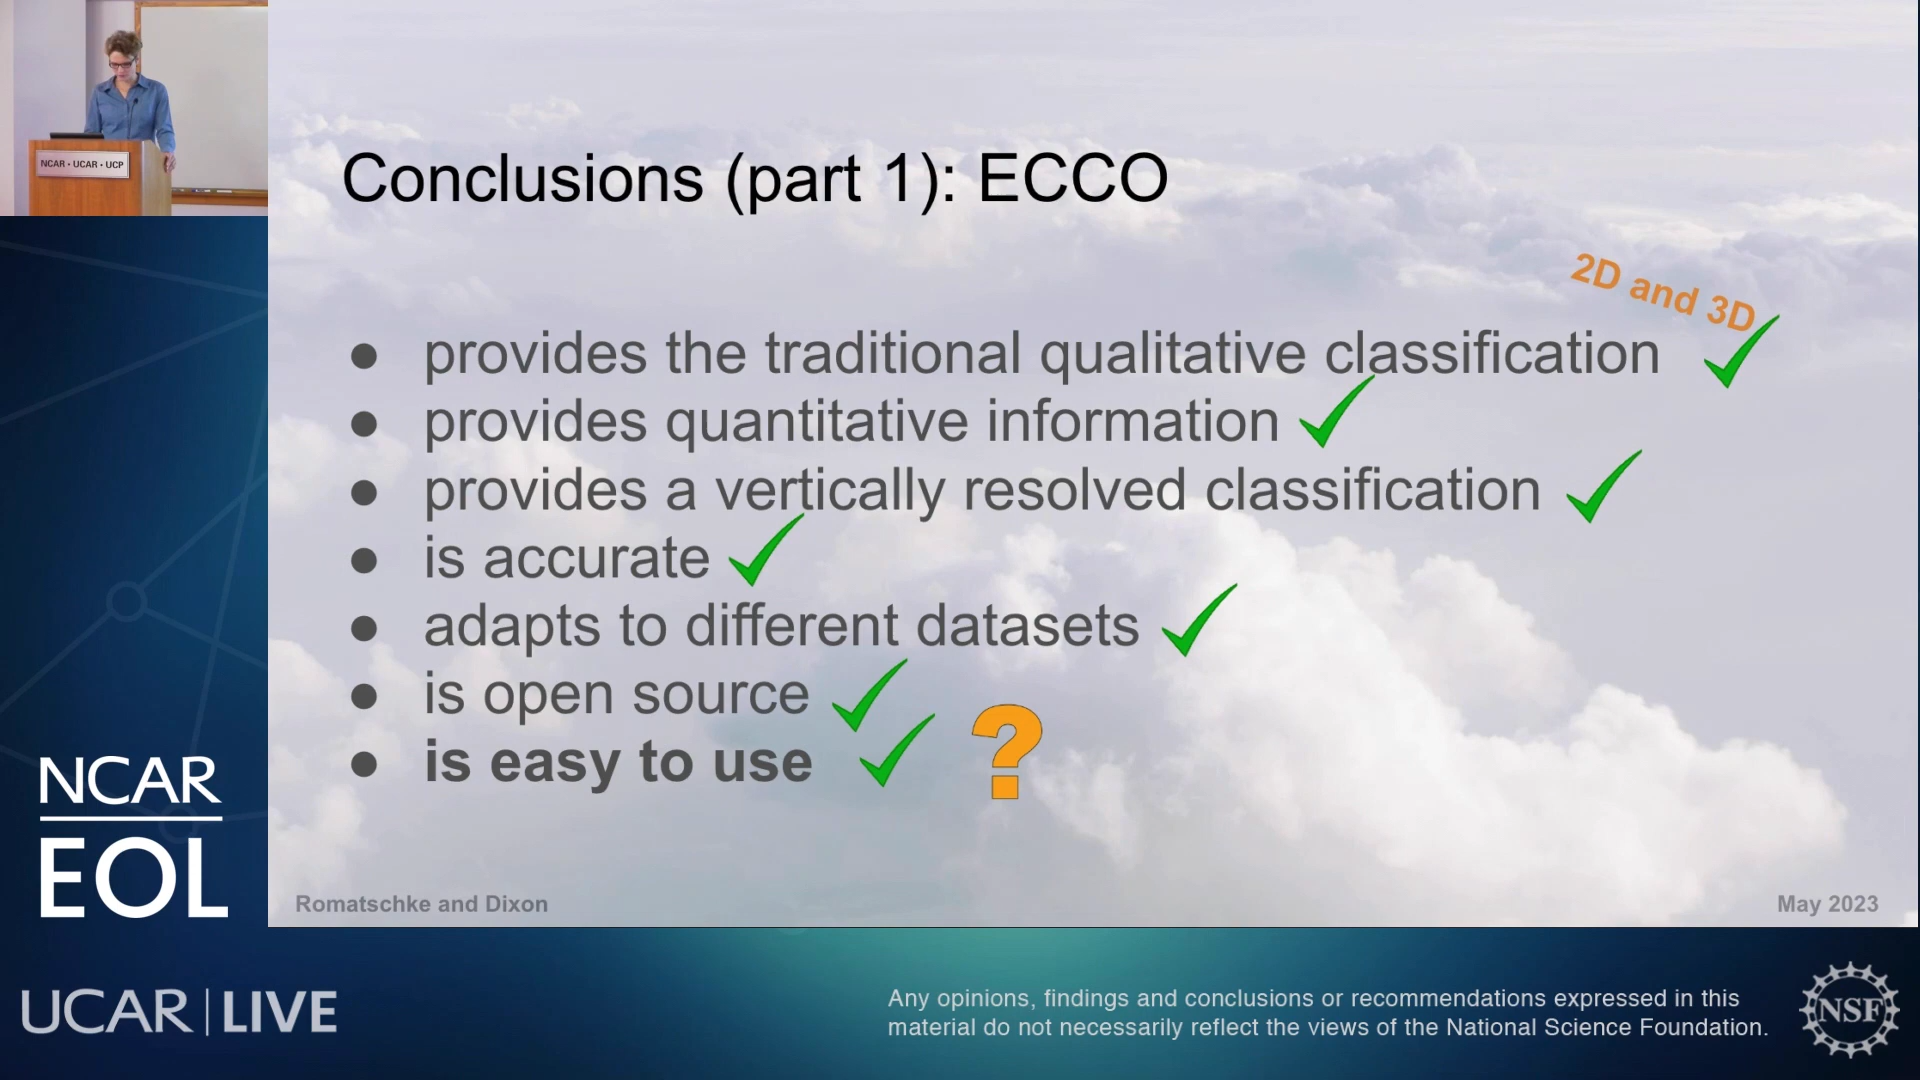 NCAR • UCAR • UCP
Conclusions (part 1): ECCO
2D and 3D
● provides the traditional qualitative classification
● provides quantitative information
● provides a vertically resolved classification
● is accurate
● adapts to different datasets
● is open source
● is easy to use ?
Romatschke and Dixon
May 2023
NCAR
EOL
UCAR | LIVE
Any opinions, findings and conclusions or recommendations expressed in this
material do not necessarily reflect the views of the National Science Foundation.
NSF